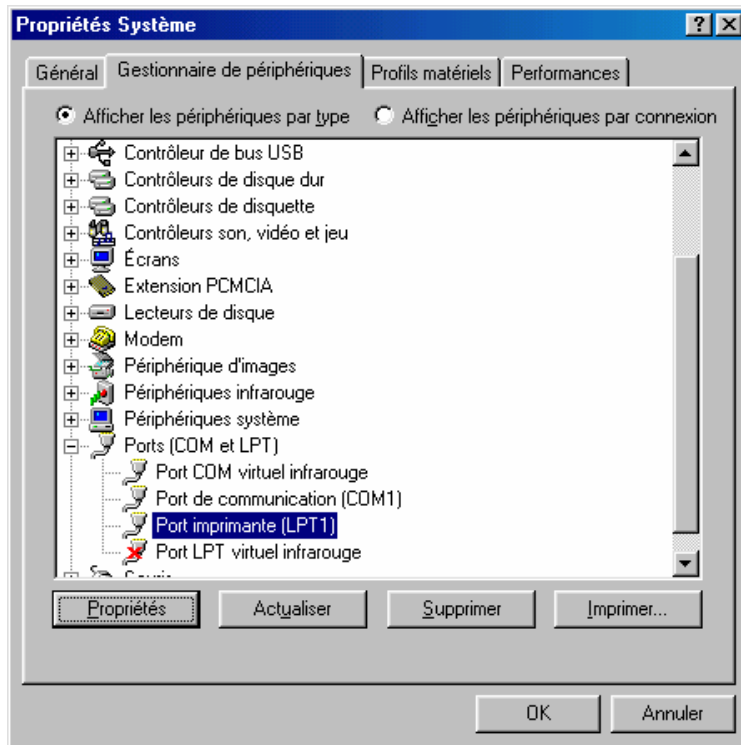 Propriétés Système
Général Gestionnaire de périphériques Profils matériels Performances
Afficher les périphériques par type Afficher les périphériques par connexion
Contrôleur de bus USB
Contrôleurs de disque dur
Contrôleurs de disquette
Contrôleurs son, vidéo et jeu
Écrans
Extension PCMCIA
Lecteurs de disque
Modem
Périphérique d'images
Périphériques infrarouge
Périphériques système
Ports (COM et LPT)
Port COM virtuel infrarouge
Port de communication (COM1)
Port imprimante (LPT1)
Port LPT virtuel infrarouge
Propriétés Actualiser Supprimer Imprimer...
OK Annuler